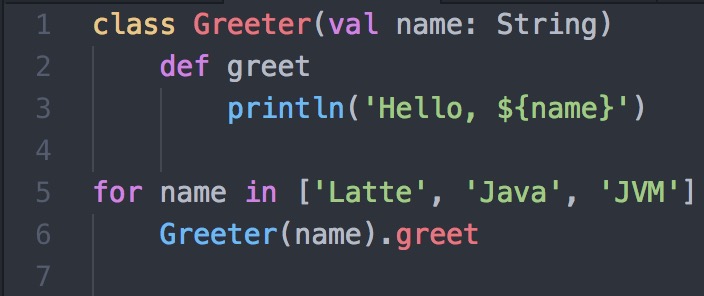 1 class Greeter(val name: String)
2     def greet
3         println('Hello, ${name}')
4
5 for name in ['Latte', 'Java', 'JVM']
6     Greeter(name).greet
7